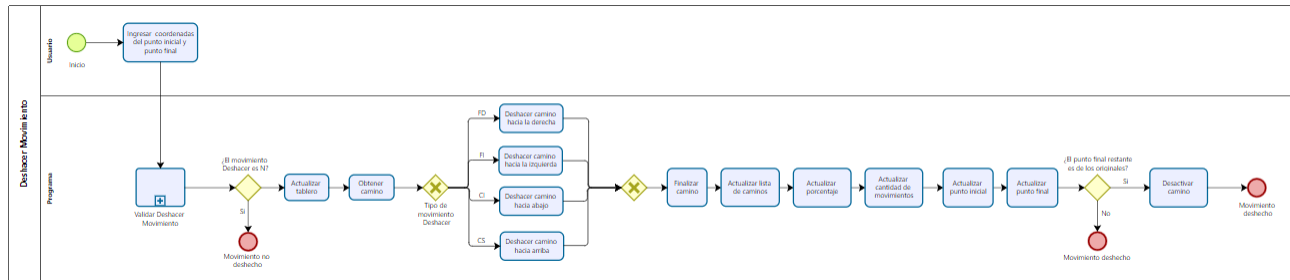 Deshacer Movimiento
Usuario
Inicio
Ingresar coordenadas
del punto inicial y
punto final
Programa
Validar Deshacer
Movimiento
¿El movimiento
Deshacer es N?
Si
Movimiento no
deshecho
Actualizar
tablero
Obtener
camino
Tipo de
movimiento
Deshacer
FD
Deshacer camino
hacia la derecha
FI
Deshacer camino
hacia la izquierda
CI
Deshacer camino
hacia abajo
CS
Deshacer camino
hacia arriba
Finalizar
camino
Actualizar lista
de caminos
Actualizar
porcentaje
Actualizar
cantidad de
movimientos
Actualizar
punto inicial
Actualizar
punto final
¿El punto final restante
es de los originales?
Si
No
Movimiento deshecho
Desactivar
camino
Movimiento
deshecho